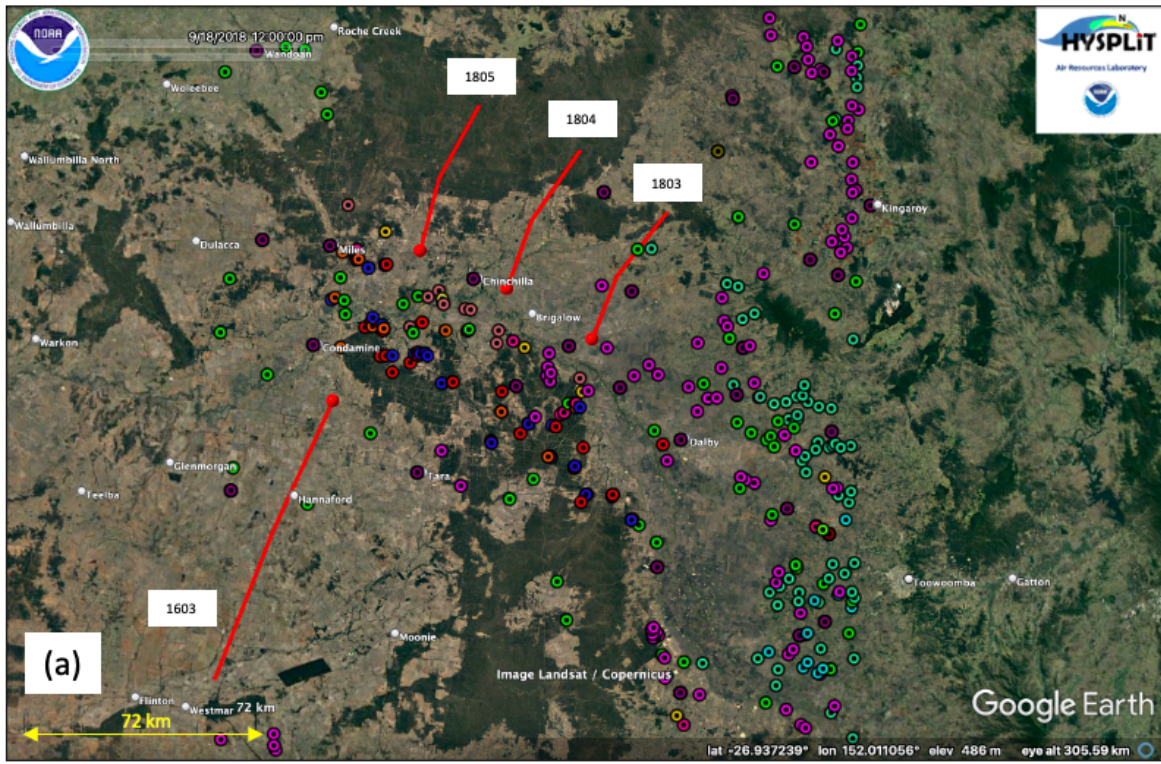 9/18/2018 12:00:00 pm
NOAA
Roche Creek
HYSPLIT
N
Air Resources Laboratory
Wandoan
1805
Woleebee
1804
Wallumbilla North
1803
Kingaroy
Wallumbilla
Dulacca
Miles
Chinchilla
Brigalow
Warkon
Condamine
Dalby
Glenmorgan
Tara
Teelba
Hannaford
Toowoomba
Gatton
1603
Moonie
(a)
Image Landsat / Copernicus
Flinton
Westmar 72 km
72 km
Google Earth
lat -26.937239° lon 152.011056° elev 486 m eye alt 305.59 km